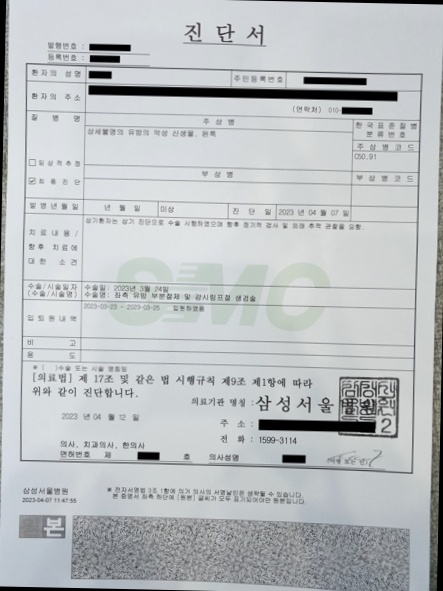 진 단 서
발행번호 :
등록번호 :
환자의 성명
주민등록번호
환자의 주소
(연락처) 010-
질 병 명
주 상 병
한국표준질병
분류번호
상세불명의 유방의 악성 신생물, 왼쪽
주 상병 코드
C50.91
부 상 병
부 상병 코드
□임상적추정
☑최종진단
발병년월일
년 월 일
미상
진 단 일
2023 년 04 월 07 일
치료내용/
향후 치료에
대한 소견
상기환자는 상기 진단으로 수술 시행하였으며 향후 정기적 검사 및 외래 추적 관찰을 요함.
SMC
수술/시술일자
(수술/시술명)
수술일: 2023년 3월 24일
수술명: 좌측 유방 부분절제 및 감시림프절 생검술
입퇴원내역
2023-03-23 ~ 2023-03-25 입원하였음
비 고
용 도
※ ( )수술 또는 시술 명칭임
[의료법] 제 17조 및 같은 법 시행규칙 제9조 제1항에 따라
위와 같이 진단합니다.
의료기관 명칭 : 삼성서울
2023 년 04 월 12 일
주 소 :
전 화 : 1599-3114
의사, 치과의사, 한의사
면허번호 제 호 의사성명
삼성서울병원
2023-04-07 11:47:55
※ 전자서명법 3조 1항에 의거 의사의 서명날인은 생략될 수 있습니다.
본 증명서 좌측 하단에 [원본] 글씨가 모두 표기되어야만 원본입니다.
원본